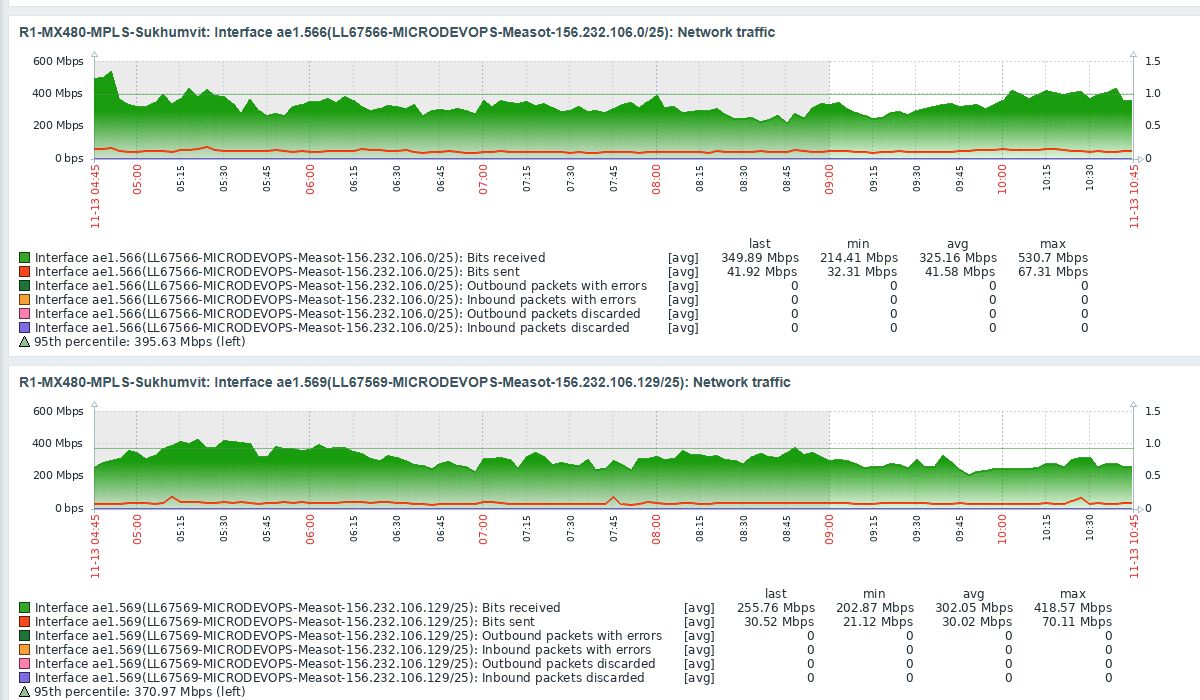 R1-MX480-MPLS-Sukhumvit: Interface ae1.566(LL67566-MICRODEVOPS-Measot-156.232.106.0/25): Network traffic
600 Mbps 1.5
400 Mbps 1.0
200 Mbps 0.5
0 bps 0
11-13 04:45 05:00 05:15 05:30 05:45 06:00 06:15 06:30 06:45 07:00 07:15 07:30 07:45 08:00 08:15 08:30 08:45 09:00 09:15 09:30 09:45 10:00 10:15 10:30 11-13 10:45
last min avg max
Interface ae1.566(LL67566-MICRODEVOPS-Measot-156.232.106.0/25): Bits received [avg] 349.89 Mbps 214.41 Mbps 325.16 Mbps 530.7 Mbps
Interface ae1.566(LL67566-MICRODEVOPS-Measot-156.232.106.0/25): Bits sent [avg] 41.92 Mbps 32.31 Mbps 41.58 Mbps 67.31 Mbps
Interface ae1.566(LL67566-MICRODEVOPS-Measot-156.232.106.0/25): Outbound packets with errors [avg] 0 0 0 0
Interface ae1.566(LL67566-MICRODEVOPS-Measot-156.232.106.0/25): Inbound packets with errors [avg] 0 0 0 0
Interface ae1.566(LL67566-MICRODEVOPS-Measot-156.232.106.0/25): Outbound packets discarded [avg] 0 0 0 0
Interface ae1.566(LL67566-MICRODEVOPS-Measot-156.232.106.0/25): Inbound packets discarded [avg] 0 0 0 0
95th percentile: 395.63 Mbps (left)
R1-MX480-MPLS-Sukhumvit: Interface ae1.569(LL67569-MICRODEVOPS-Measot-156.232.106.129/25): Network traffic
600 Mbps 1.5
400 Mbps 1.0
200 Mbps 0.5
0 bps 0
11-13 04:45 05:00 05:15 05:30 05:45 06:00 06:15 06:30 06:45 07:00 07:15 07:30 07:45 08:00 08:15 08:30 08:45 09:00 09:15 09:30 09:45 10:00 10:15 10:30 11-13 10:45
last min avg max
Interface ae1.569(LL67569-MICRODEVOPS-Measot-156.232.106.129/25): Bits received [avg] 255.76 Mbps 202.87 Mbps 302.05 Mbps 418.57 Mbps
Interface ae1.569(LL67569-MICRODEVOPS-Measot-156.232.106.129/25): Bits sent [avg] 30.52 Mbps 21.12 Mbps 30.02 Mbps 70.11 Mbps
Interface ae1.569(LL67569-MICRODEVOPS-Measot-156.232.106.129/25): Outbound packets with errors [avg] 0 0 0 0
Interface ae1.569(LL67569-MICRODEVOPS-Measot-156.232.106.129/25): Inbound packets with errors [avg] 0 0 0 0
Interface ae1.569(LL67569-MICRODEVOPS-Measot-156.232.106.129/25): Outbound packets discarded [avg] 0 0 0 0
Interface ae1.569(LL67569-MICRODEVOPS-Measot-156.232.106.129/25): Inbound packets discarded [avg] 0 0 0 0
95th percentile: 370.97 Mbps (left)